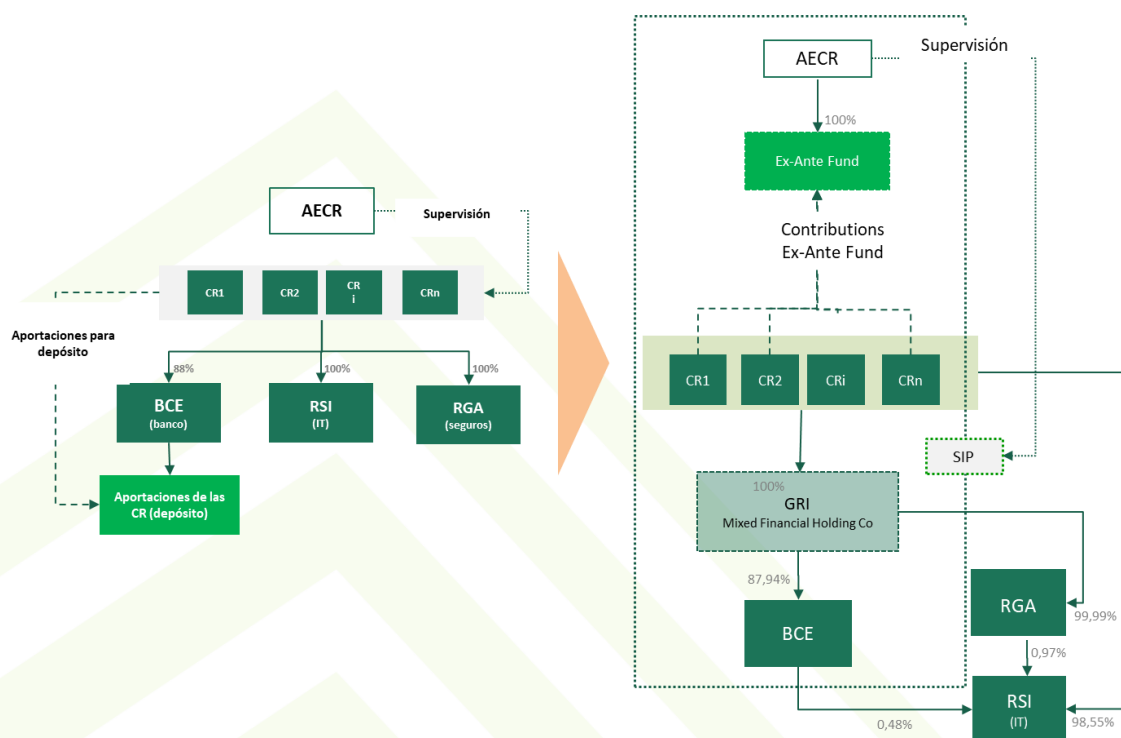 AECR
Supervisión
CR1
CR2
CR
i
CRn
Aportaciones para
depósito
88%
100%
100%
BCE
(banco)
RSI
(IT)
RGA
(seguros)
Aportaciones de las
CR (depósito)
AECR
Supervisión
100%
Ex-Ante Fund
Contributions
Ex-Ante Fund
CR1
CR2
CRi
CRn
SIP
100%
GRI
Mixed Financial Holding Co
87,94%
BCE
RGA
99,99%
0,97%
RSI
(IT)
0,48%
98,55%